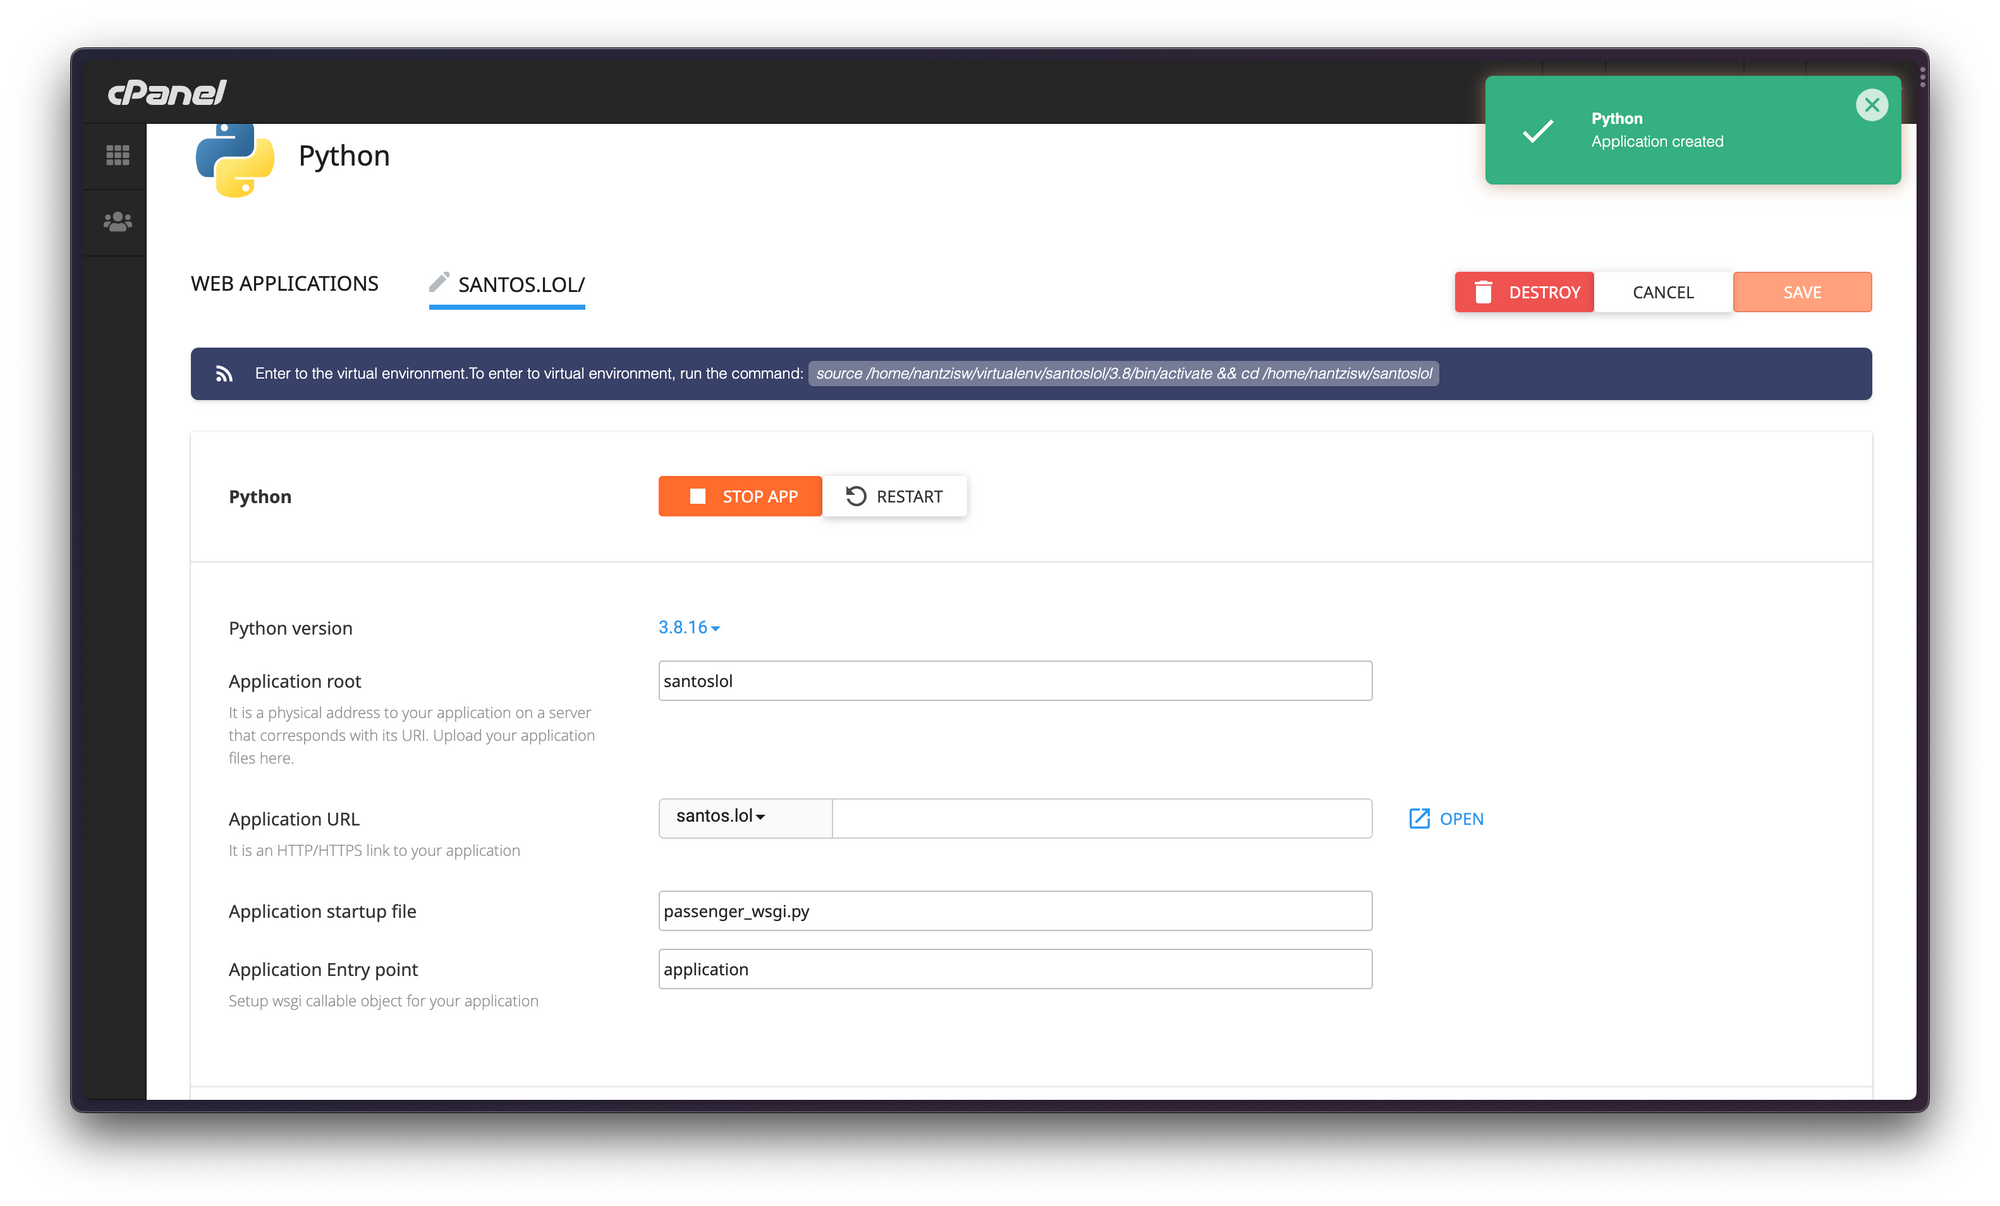 cPanel
Python
Application created
Python
WEB APPLICATIONS
SANTOS.LOL/
DESTROY
CANCEL
SAVE
Enter to the virtual environment.To enter to virtual environment, run the command: source /home/nantzisw/virtualenv/santoslol/3.8/bin/activate && cd /home/nantzisw/santoslol
Python
STOP APP
RESTART
Python version
3.8.16
Application root
santoslol
It is a physical address to your application on a server
that corresponds with its URI. Upload your application
files here.
Application URL
santos.lol
OPEN
It is an HTTP/HTTPS link to your application
Application startup file
passenger_wsgi.py
Application Entry point
application
Setup wsgi callable object for your application